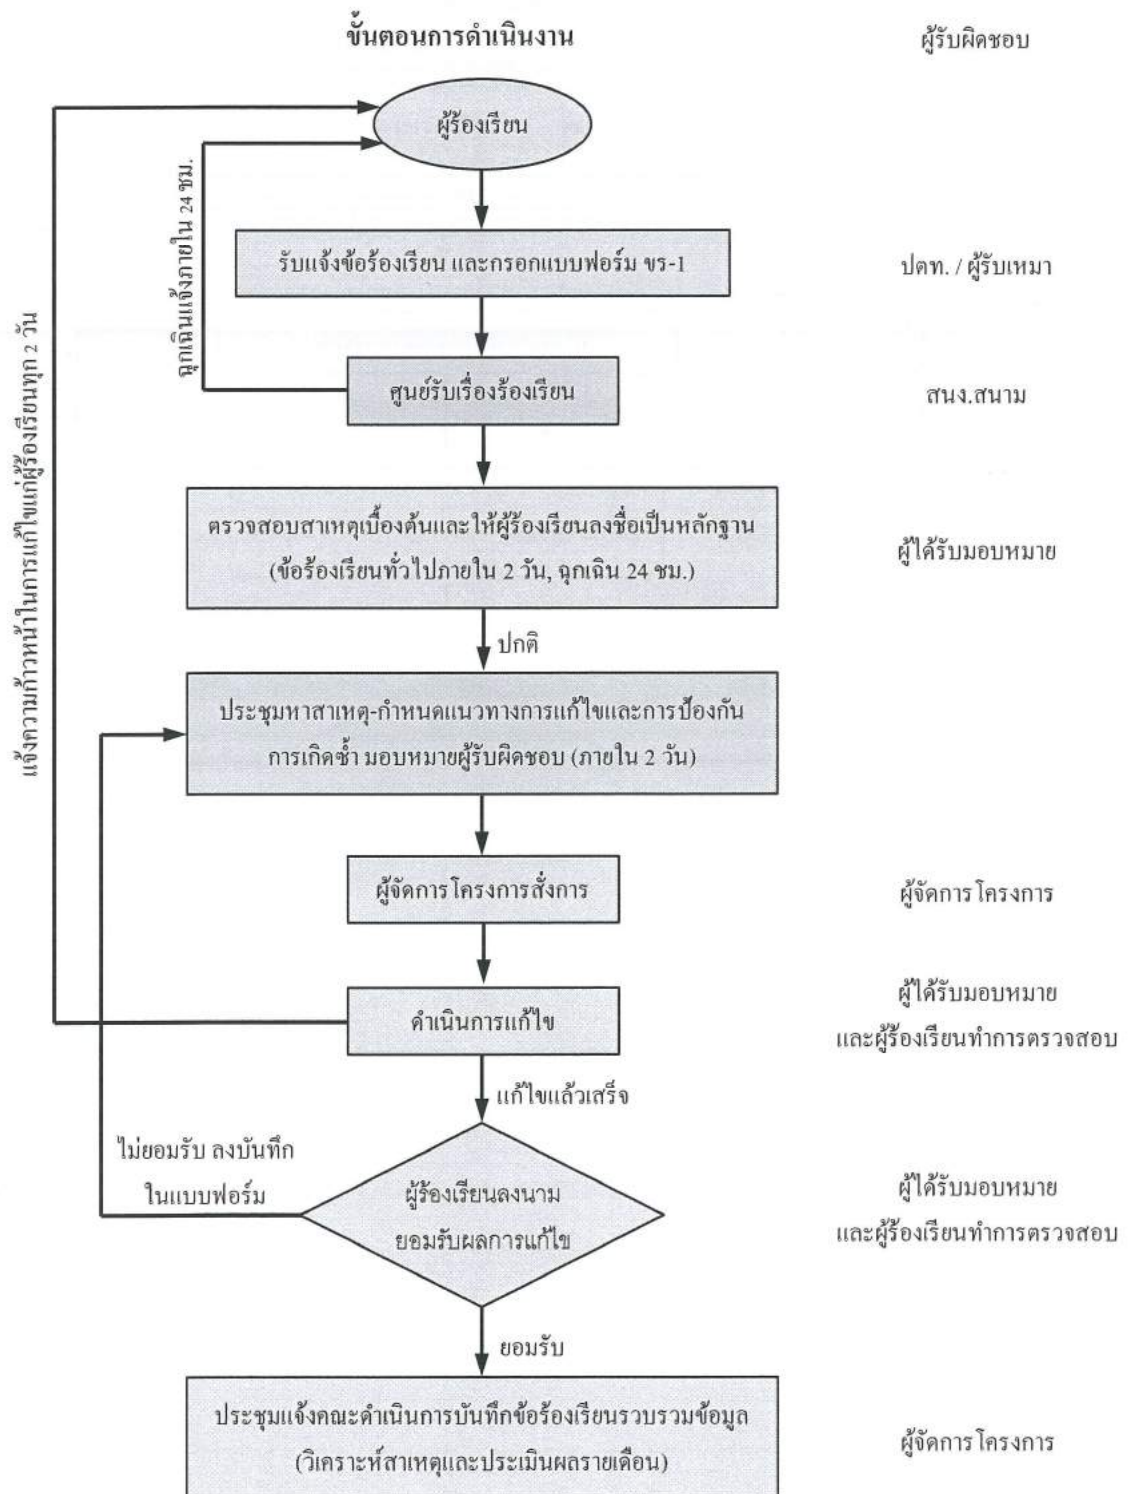 ขั้นตอนการดำเนินงาน
ผู้รับผิดชอบ
ผู้ร้องเรียน
ฉุกเฉินแจ้งภายใน 24 ชม.
รับแจ้งข้อร้องเรียน และกรอกแบบฟอร์ม ขร-1
ปตท. / ผู้รับเหมา
แจ้งความก้าวหน้าในการแก้ไขแก่ผู้ร้องเรียนทุก 2 วัน
ศูนย์รับเรื่องร้องเรียน
สนง.สนาม
ตรวจสอบสาเหตุเบื้องต้นและให้ผู้ร้องเรียนลงชื่อเป็นหลักฐาน
(ข้อร้องเรียนทั่วไปภายใน 2 วัน, ฉุกเฉิน 24 ชม.)
ผู้ได้รับมอบหมาย
ปกติ
ประชุมหาสาเหตุ-กำหนดแนวทางการแก้ไขและการป้องกัน
การเกิดซ้ำ มอบหมายผู้รับผิดชอบ (ภายใน 2 วัน)
ผู้จัดการโครงการสั่งการ
ผู้จัดการโครงการ
ดำเนินการแก้ไข
ผู้ได้รับมอบหมาย
และผู้ร้องเรียนทำการตรวจสอบ
แก้ไขแล้วเสร็จ
ไม่ยอมรับ ลงบันทึก
ในแบบฟอร์ม
ผู้ร้องเรียนลงนาม
ยอมรับผลการแก้ไข
ผู้ได้รับมอบหมาย
และผู้ร้องเรียนทำการตรวจสอบ
ยอมรับ
ประชุมแจ้งคณะดำเนินการบันทึกข้อร้องเรียนรวบรวมข้อมูล
(วิเคราะห์สาเหตุและประเมินผลรายเดือน)
ผู้จัดการโครงการ